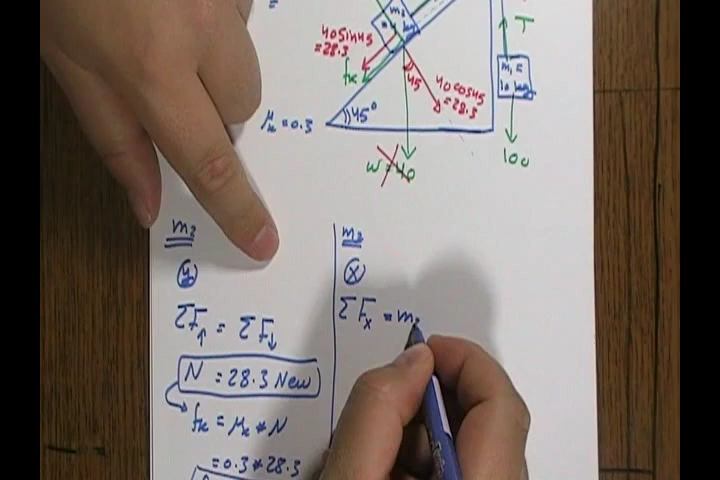 m₂
40sin45
=28.3
fk
45
40cos45
=28.3
T
m₁ =
10
100
μk = 0.3
45°
w = 40
m₂
y
ΣF↑ = ΣF↓
N = 28.3 New
fk = μk * N
= 0.3 * 28.3
m₂
x
ΣFx = m